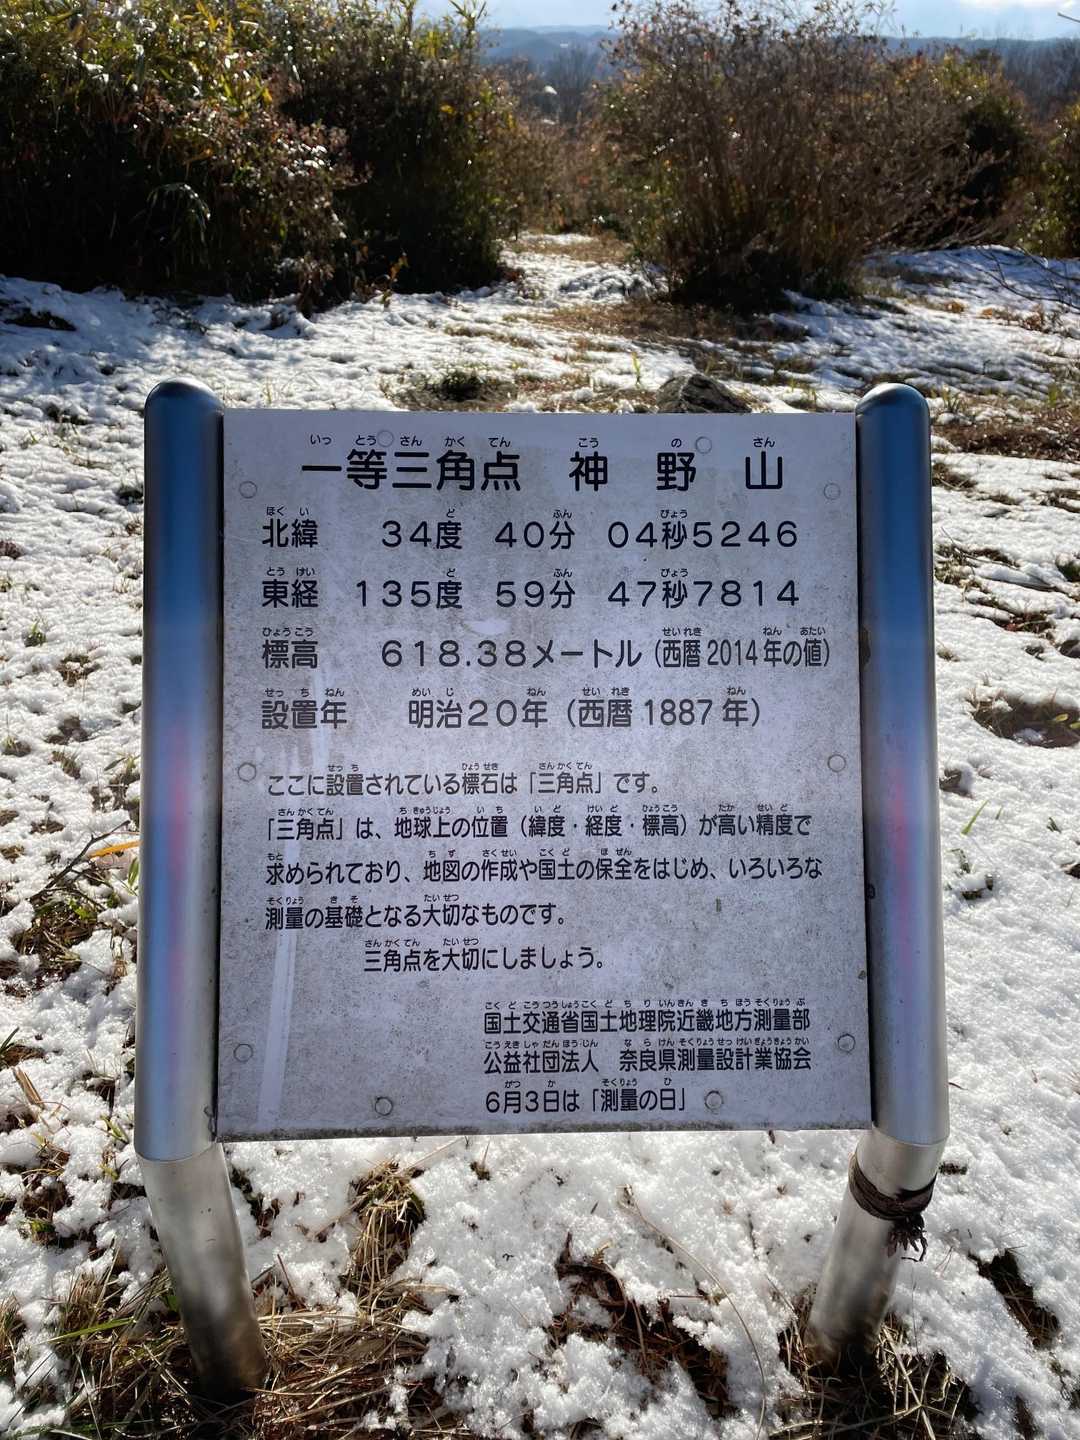 一等三角点 神野山
北緯 34度 40分 04秒5246
東経 135度 59分 47秒7814
標高 618.38メートル（西暦2014年の値）
設置年 明治20年（西暦1887年）
ここに設置されている標石は「三角点」です。
「三角点」は、地球上の位置（緯度・経度・標高）が高い精度で
求められており、地図の作成や国土の保全をはじめ、いろいろな
測量の基礎となる大切なものです。
三角点を大切にしましょう。
国土交通省国土地理院近畿地方測量部
公益社団法人 奈良県測量設計業協会
6月3日は「測量の日」